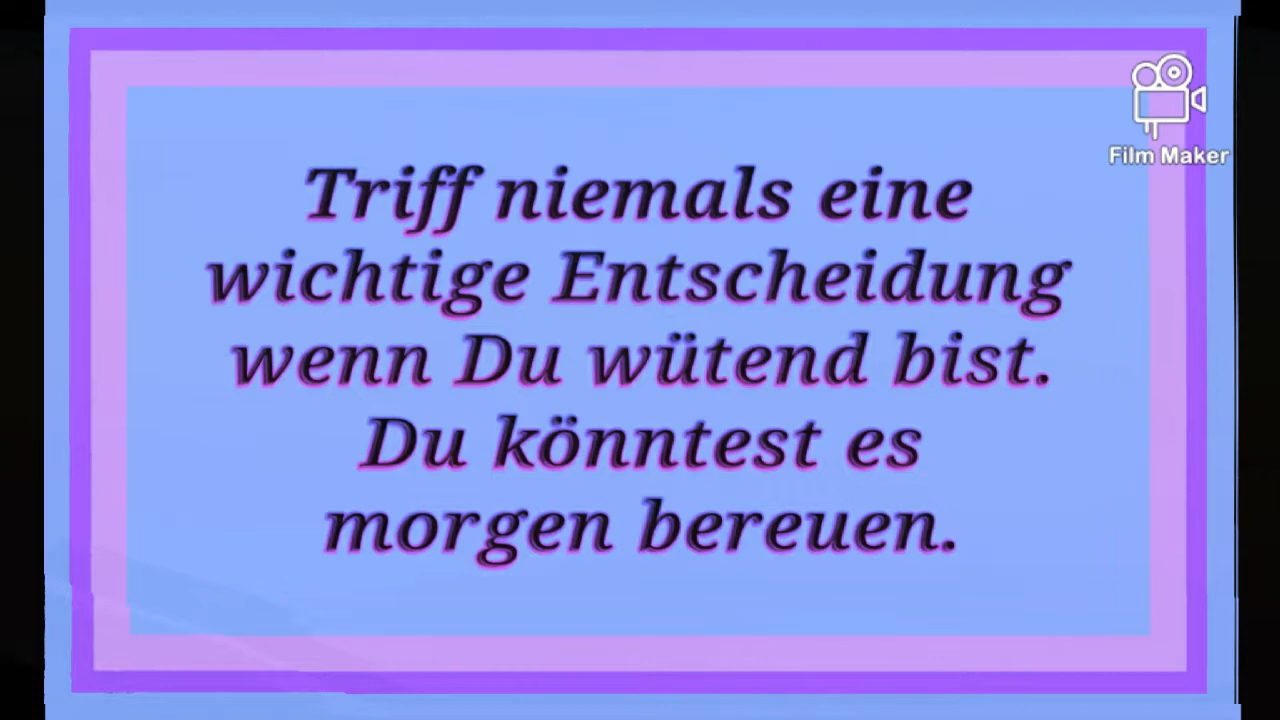 Film Maker
Triff niemals eine
wichtige Entscheidung
wenn Du wütend bist.
Du könntest es
morgen bereuen.